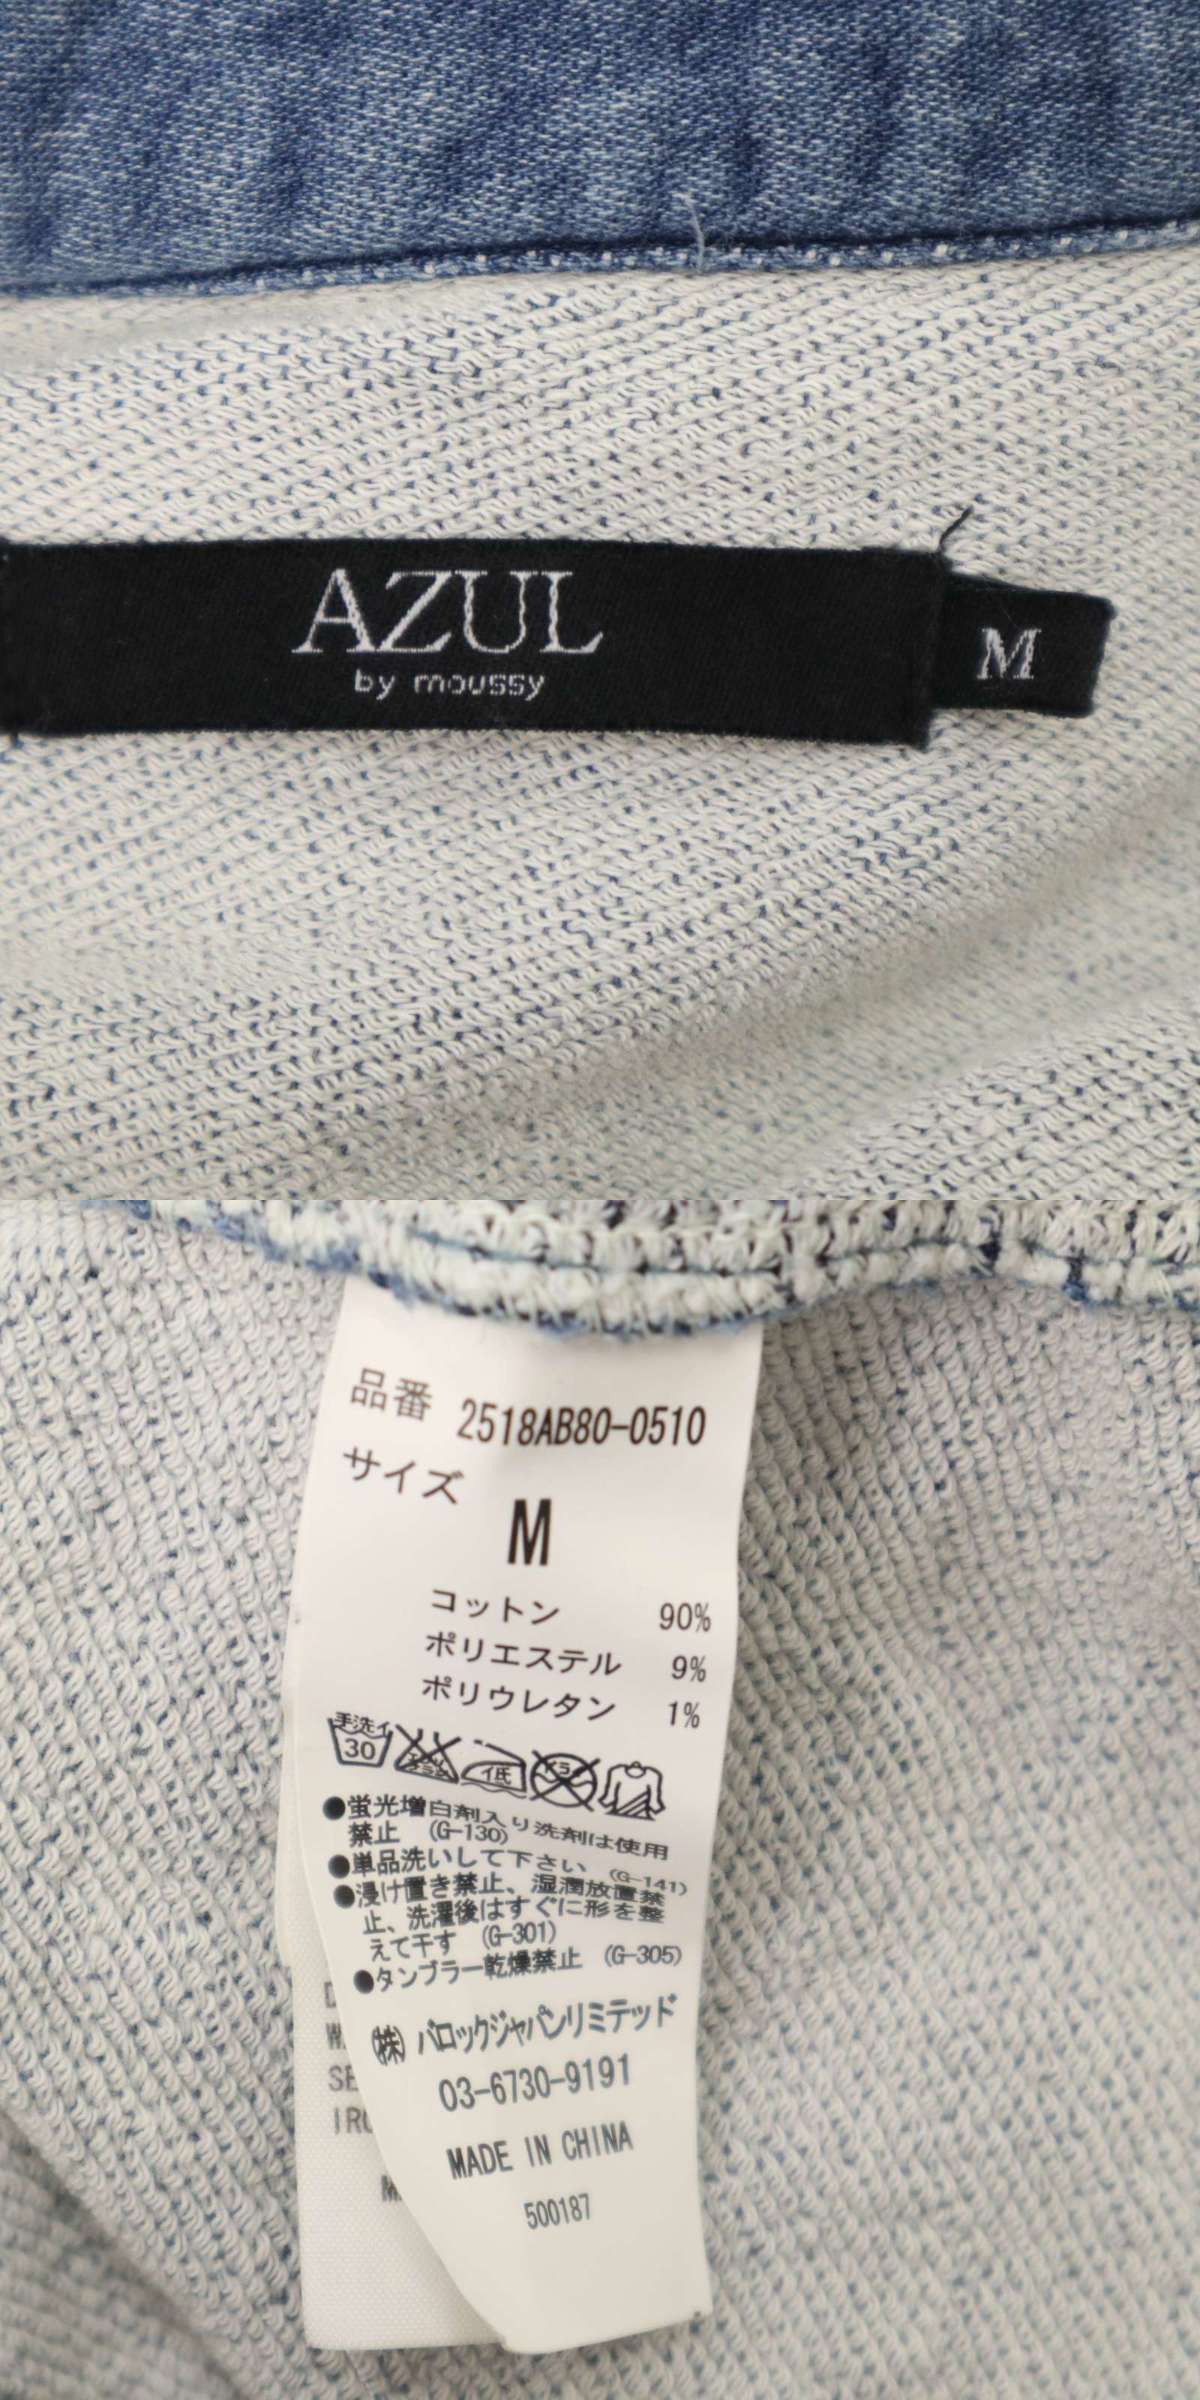 AZUL
by moussy
M
品番 2518AB80-0510
サイズ
M
コットン 90%
ポリエステル 9%
ポリウレタン 1%
手洗イ
30
低
●蛍光増白剤入り洗剤は使用
禁止 (G-130)
●単品洗いして下さい (G-141)
●浸け置き禁止、湿潤放置禁
止、洗濯後はすぐに形を整
えて干す (G-301)
●タンブラー乾燥禁止 (G-305)
㈱ バロックジャパンリミテッド
03-6730-9191
MADE IN CHINA
500187